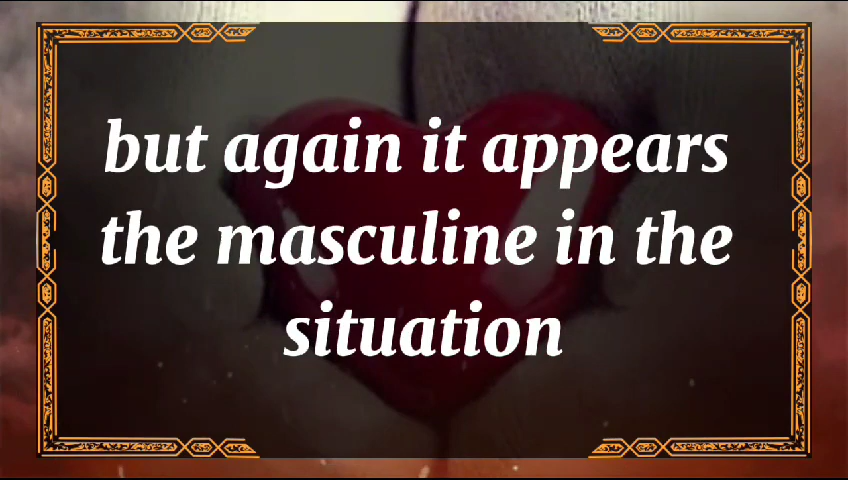 but again it appears
the masculine in the
situation